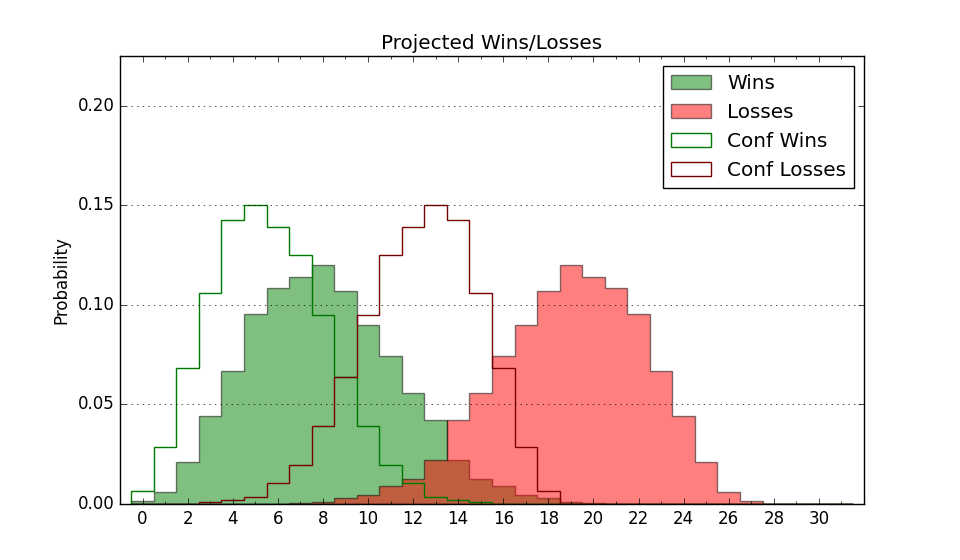 Projected Wins/Losses
Wins
Losses
Conf Wins
Conf Losses
Probability
0.20
0.15
0.10
0.05
0.00
0 2 4 6 8 10 12 14 16 18 20 22 24 26 28 30